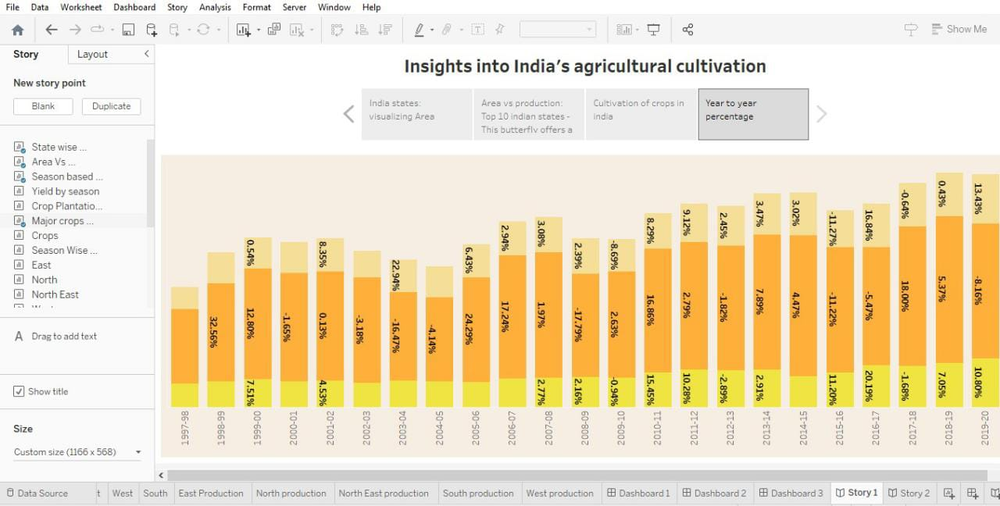 File Data Worksheet Dashboard Story Analysis Format Server Window Help
Show Me
Story Layout
New story point
Blank Duplicate
State wise ...
Area Vs ...
Season based ...
Yield by season
Crop Plantatio...
Major crops ...
Crops
Season Wise ...
East
North
North East
A Drag to add text
Show title
Size
Custom size (1166 x 568)
Insights into India's agricultural cultivation
India states:
visualizing Area
Area vs production:
Top 10 indian states -
This butterfly offers a
Cultivation of crops in
india
Year to year
percentage
0.54% 8.35% 22.94% 6.43% 2.94% 3.08% 2.39% -8.69% 8.29% 9.12% 2.45% 3.47% 3.02% -11.27% 16.84% -0.64% 0.43% 13.43%
32.56% 12.80% -1.65% 0.13% -3.18% -16.47% -4.14% 24.29% 17.24% 1.97% -17.79% 2.63% 16.86% 2.79% -1.82% 7.89% 4.47% -11.22% -5.47% 18.00% 5.37% -8.16%
7.51% 4.53% 2.77% 2.16% -0.94% 15.45% 10.28% -2.89% 2.91% 11.20% 20.19% -1.68% 7.05% 10.80%
1997-98 1998-99 1999-00 2000-01 2001-02 2002-03 2003-04 2004-05 2005-06 2006-07 2007-08 2008-09 2009-10 2010-11 2011-12 2012-13 2013-14 2014-15 2015-16 2016-17 2017-18 2018-19 2019-20
Data Source t West South East Production North production North East production South production West production Dashboard 1 Dashboard 2 Dashboard 3 Story 1 Story 2